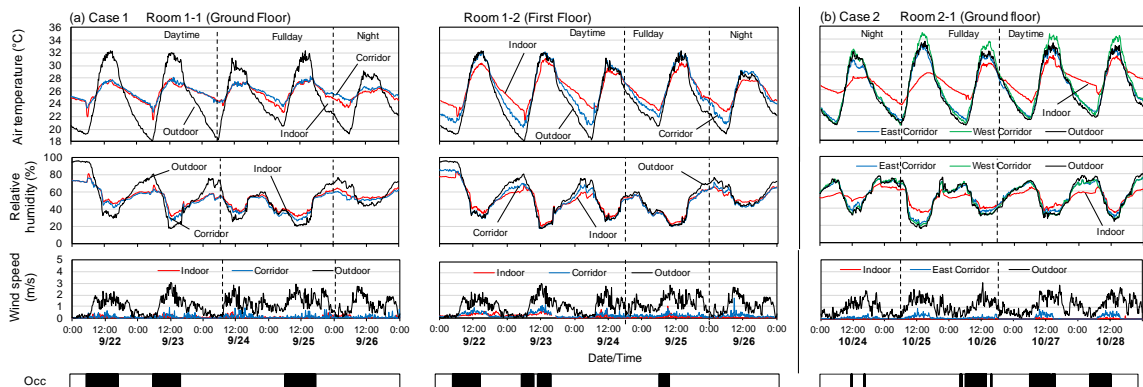 (a) Case 1 Room 1-1 (Ground Floor) Room 1-2 (First Floor) (b) Case 2 Room 2-1 (Ground floor)
Air temperature (°C)
36
34
32
30
28
26
24
22
20
18
Daytime Fullday Night
Corridor
Outdoor
Indoor
Daytime Fullday Night
Indoor
Outdoor
Corridor
Night Fullday Daytime
Indoor
East Corridor West Corridor Outdoor
Relative humidity (%)
100
80
60
40
20
0
Outdoor
Indoor
Corridor
Outdoor
Corridor
Indoor
East Corridor West Corridor Outdoor
Indoor
Wind speed (m/s)
5
4
3
2
1
0
Indoor Corridor Outdoor
Indoor Corridor Outdoor
Indoor East Corridor Outdoor
0:00 12:00 0:00 12:00 0:00 12:00 0:00 12:00 0:00 12:00 0:00
9/22 9/23 9/24 9/25 9/26
0:00 12:00 0:00 12:00 0:00 12:00 0:00 12:00 0:00 12:00 0:00
9/22 9/23 9/24 9/25 9/26
0:00 12:00 0:00 12:00 0:00 12:00 0:00 12:00 0:00 12:00 0:00
10/24 10/25 10/26 10/27 10/28
Date/Time
Occ